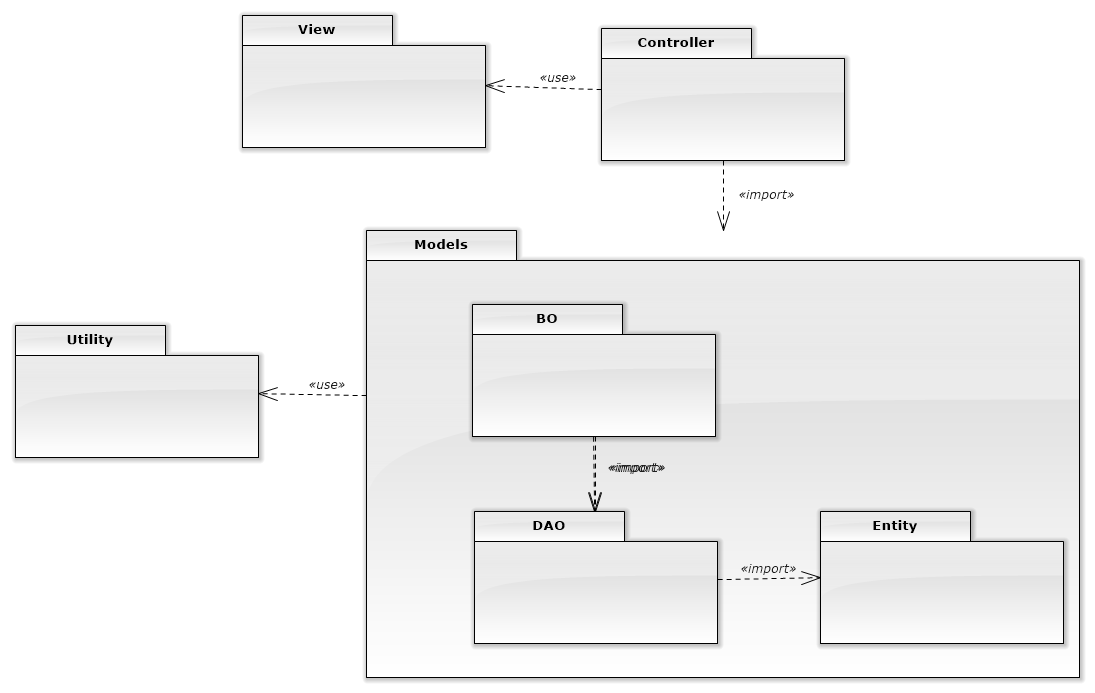 View
Controller
«use»
«import»
Models
BO
Utility
«use»
«import»
DAO
Entity
«import»